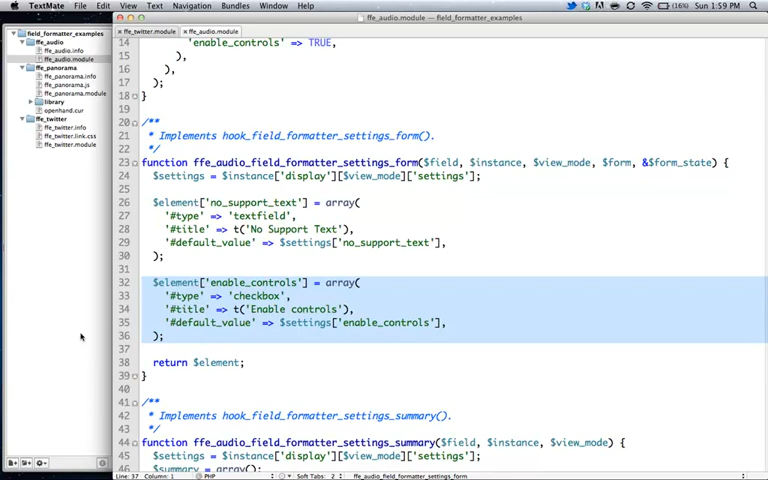 TextMate File Edit View Text Navigation Bundles Window Help (16%) Sun 1:59 PM
ffe_audio.module — field_formatter_examples
ffe_twitter.module ffe_audio.module
field_formatter_examples
ffe_audio
ffe_audio.info
ffe_audio.module
ffe_panorama
ffe_panorama.info
ffe_panorama.js
ffe_panorama.module
library
openhand.cur
ffe_twitter
ffe_twitter.info
ffe_twitter.link.css
ffe_twitter.module
14 'enable_controls' => TRUE,
15 ),
16 ),
17 );
18 }
19
20 /**
21 * Implements hook_field_formatter_settings_form().
22 */
23 function ffe_audio_field_formatter_settings_form($field, $instance, $view_mode, $form, &$form_state) {
24 $settings = $instance['display'][$view_mode]['settings'];
25
26 $element['no_support_text'] = array(
27 '#type' => 'textfield',
28 '#title' => t('No Support Text'),
29 '#default_value' => $settings['no_support_text'],
30 );
31
32 $element['enable_controls'] = array(
33 '#type' => 'checkbox',
34 '#title' => t('Enable controls'),
35 '#default_value' => $settings['enable_controls'],
36 );
37
38 return $element;
39 }
40
41 /**
42 * Implements hook_field_formatter_settings_summary().
43 */
44 function ffe_audio_field_formatter_settings_summary($field, $instance, $view_mode) {
45 $settings = $instance['display'][$view_mode]['settings'];
46 $summary = array();
Line: 37 Column: 1 PHP Soft Tabs: 2 ffe_audio_field_formatter_settings_form